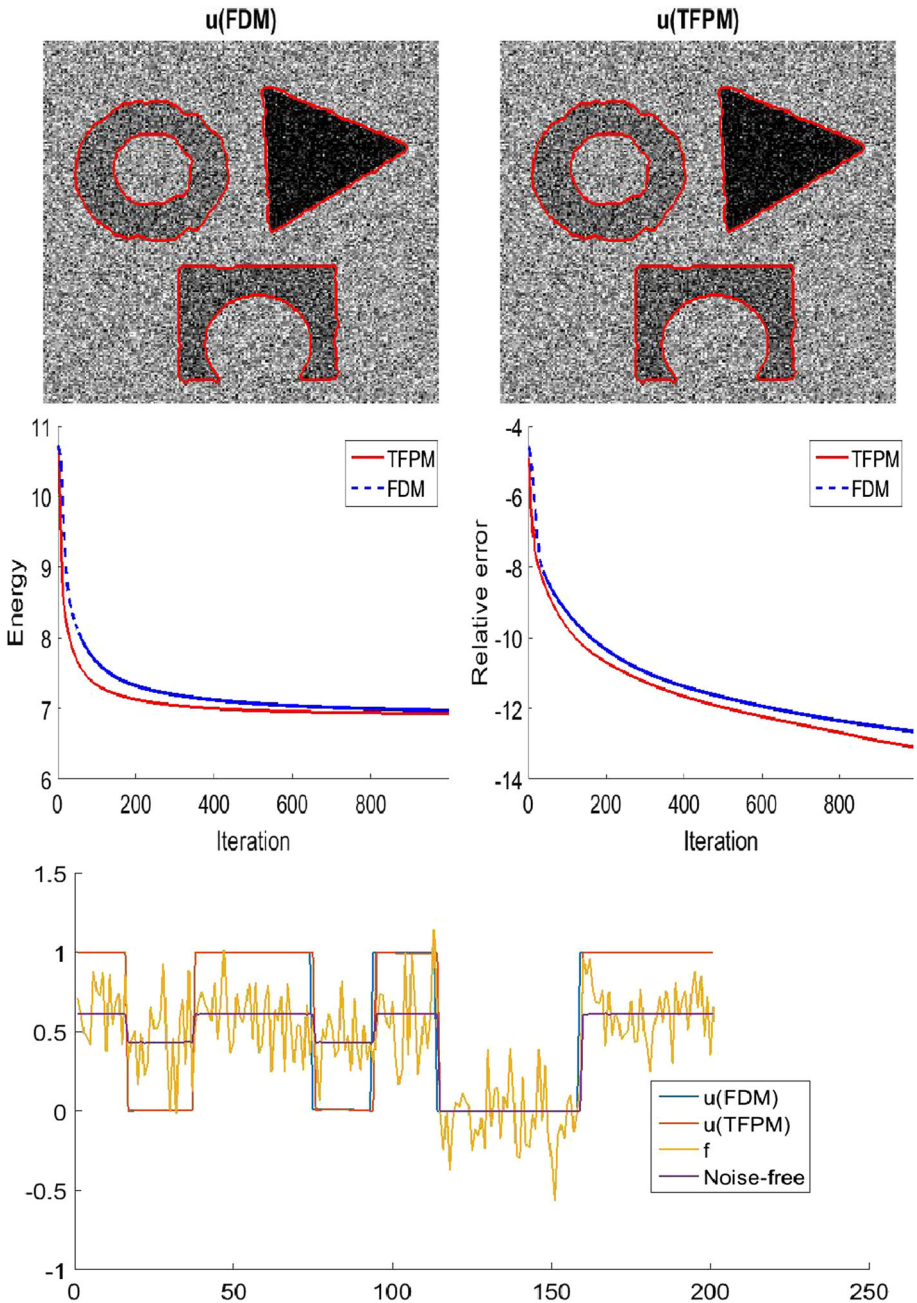 u(FDM)
u(TFPM)
11
10
9
8
7
6
Energy
TFPM
FDM
0 200 400 600 800
Iteration
-4
-6
-8
-10
-12
-14
Relative error
TFPM
FDM
0 200 400 600 800
Iteration
1.5
1
0.5
0
-0.5
-1
u(FDM)
u(TFPM)
f
Noise-free
0 50 100 150 200 250